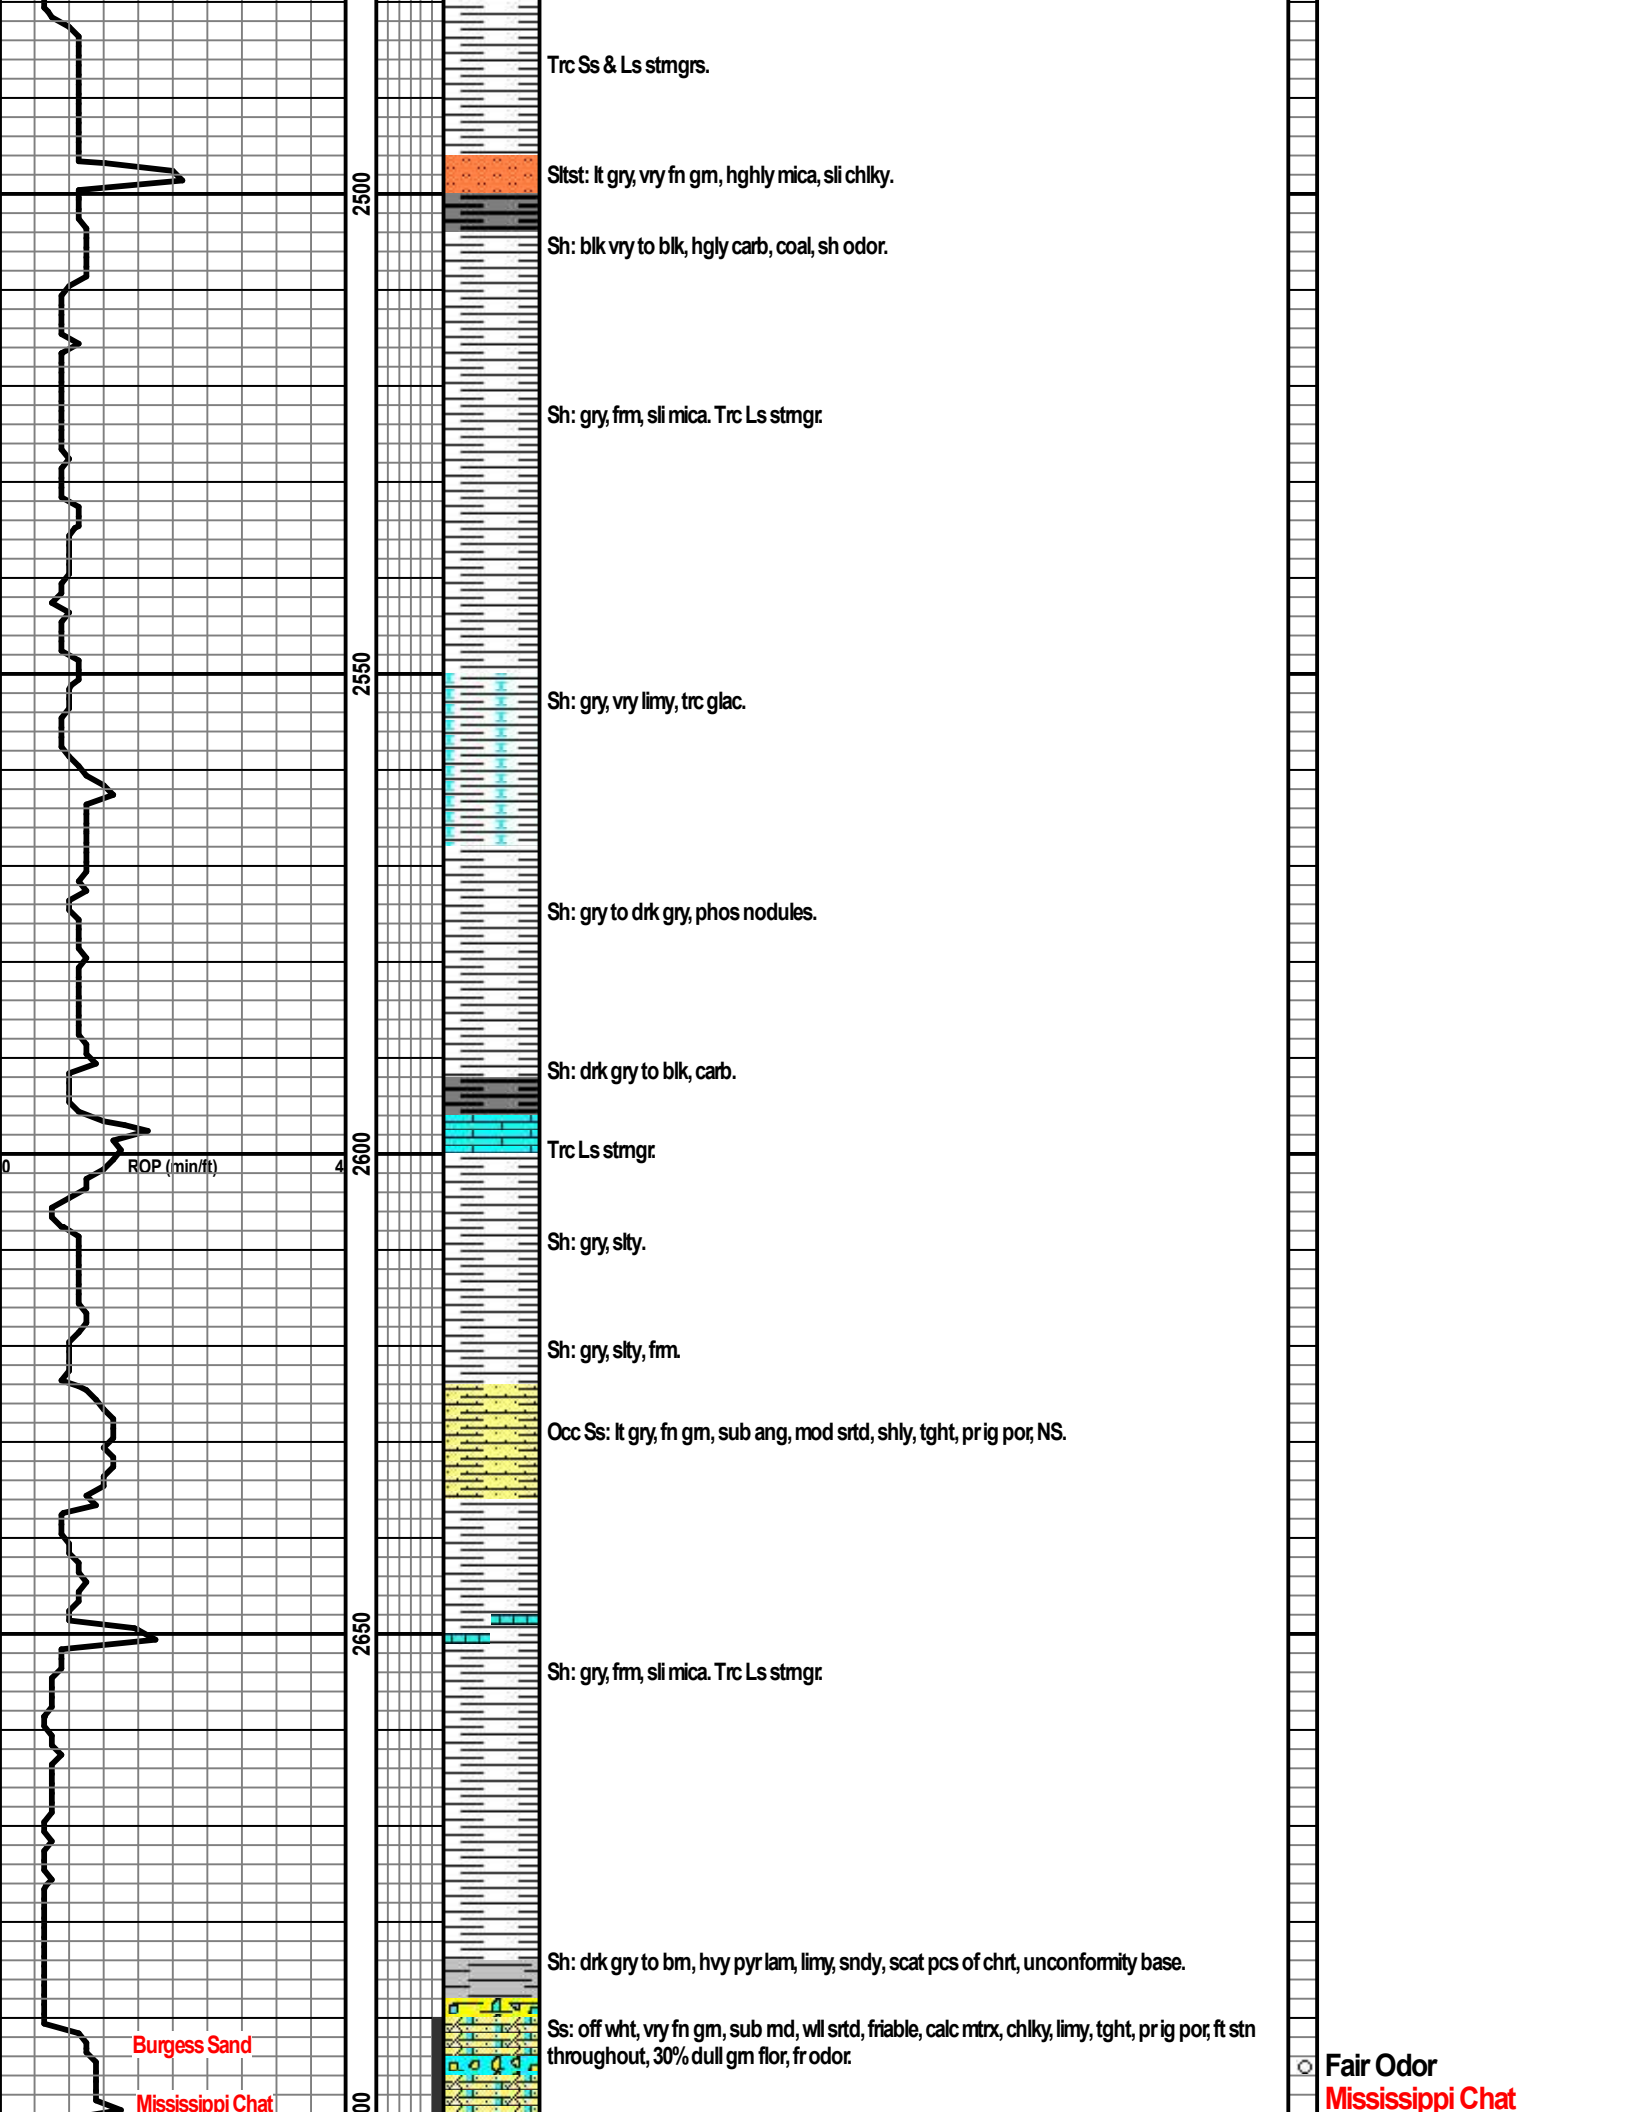 Trc Ss & Ls strngrs.
Sltst: lt gry, vry fn grn, hghly mica, sli chlky.
2500
Sh: blk vry to blk, hgly carb, coal, sh odor.
Sh: gry, frm, sli mica. Trc Ls strngr.
2550
Sh: gry, vry limy, trc glac.
Sh: gry to drk gry, phos nodules.
Sh: drk gry to blk, carb.
Trc Ls strngr.
2600
0 ROP (min/ft) 4
Sh: gry, slty.
Sh: gry, slty, frm.
Occ Ss: lt gry, fn grn, sub ang, mod srtd, shly, tght, pr ig por, NS.
2650
Sh: gry, frm, sli mica. Trc Ls strngr.
Sh: drk gry to brn, hvy pyr lam, limy, sndy, scat pcs of chrt, unconformity base.
Ss: off wht, vry fn grn, sub rnd, wll srtd, friable, calc mtrx, chlky, limy, tght, pr ig por, ft stn
throughout, 30% dull grn flor, fr odor.
Burgess Sand
Fair Odor
Mississippi Chat
Mississippi Chat